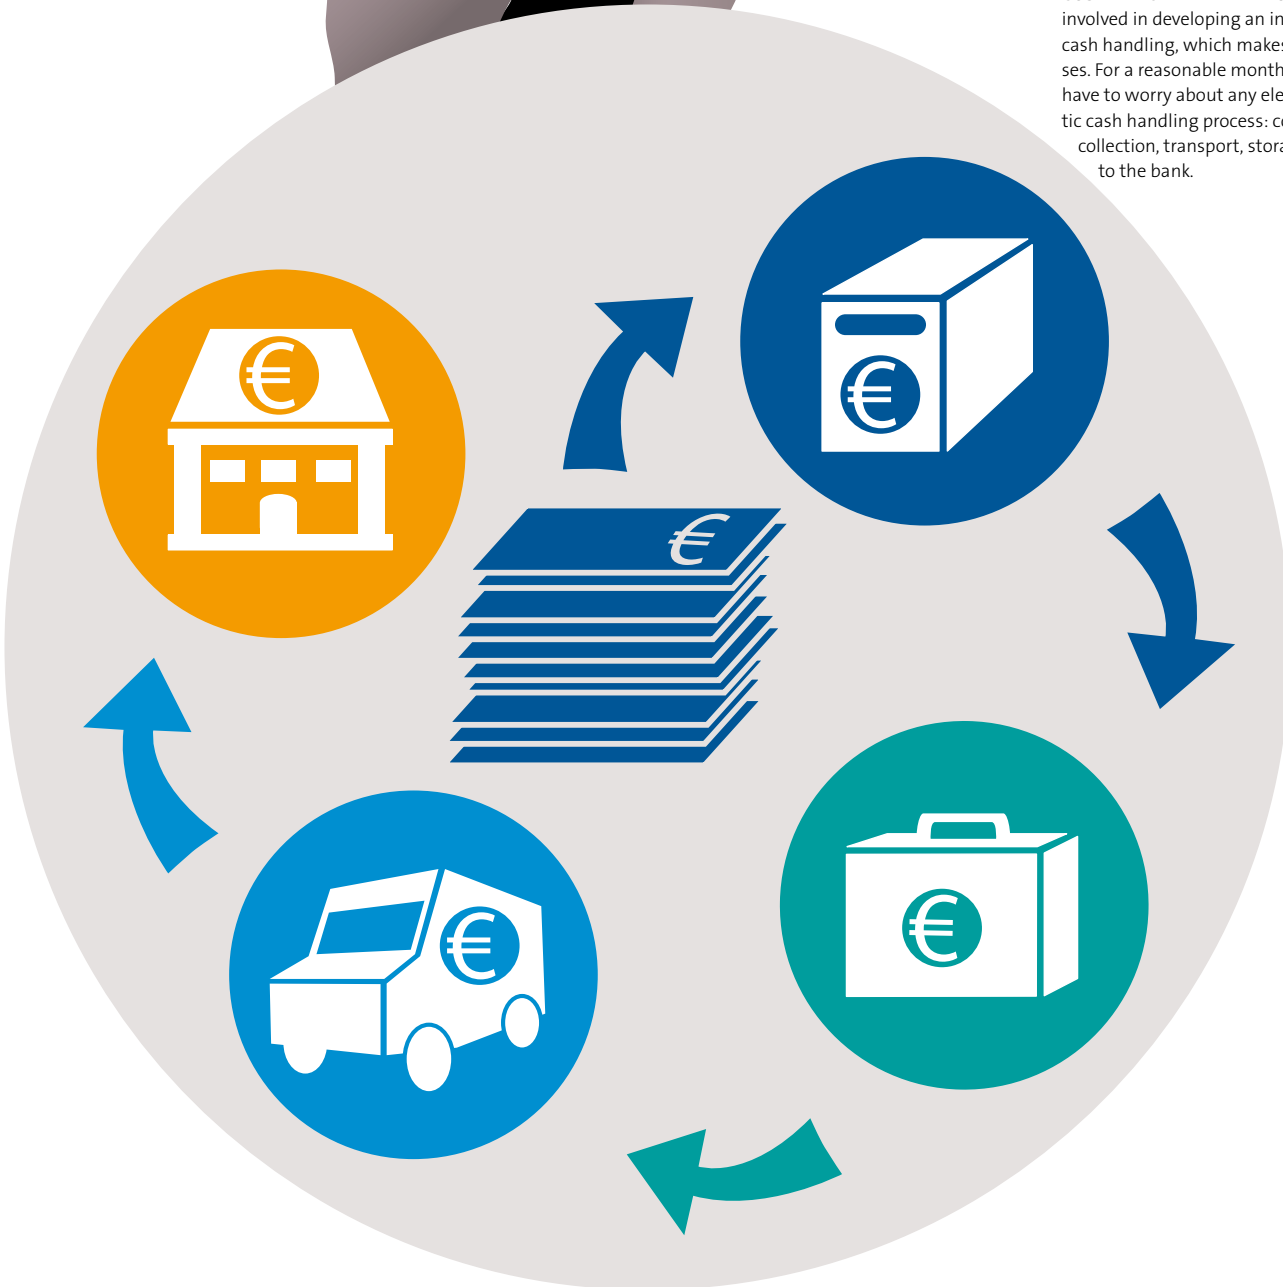 involved in developing an in
cash handling, which makes
ses. For a reasonable month
have to worry about any ele
tic cash handling process: c
collection, transport, stora
to the bank.
€
€
€
€
€